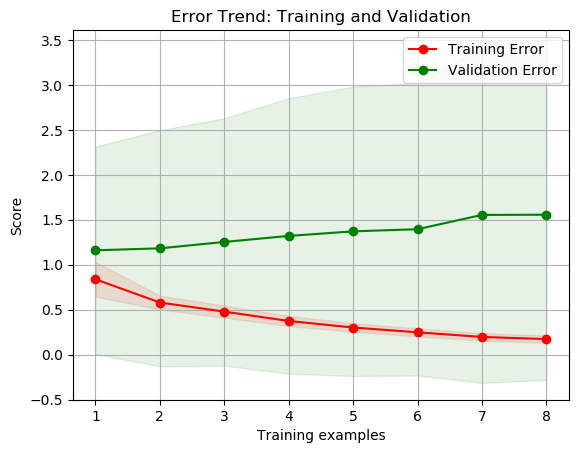 Error Trend: Training and Validation
3.5
3.0
2.5
2.0
1.5
1.0
0.5
0.0
−0.5
Score
Training Error
Validation Error
1 2 3 4 5 6 7 8
Training examples